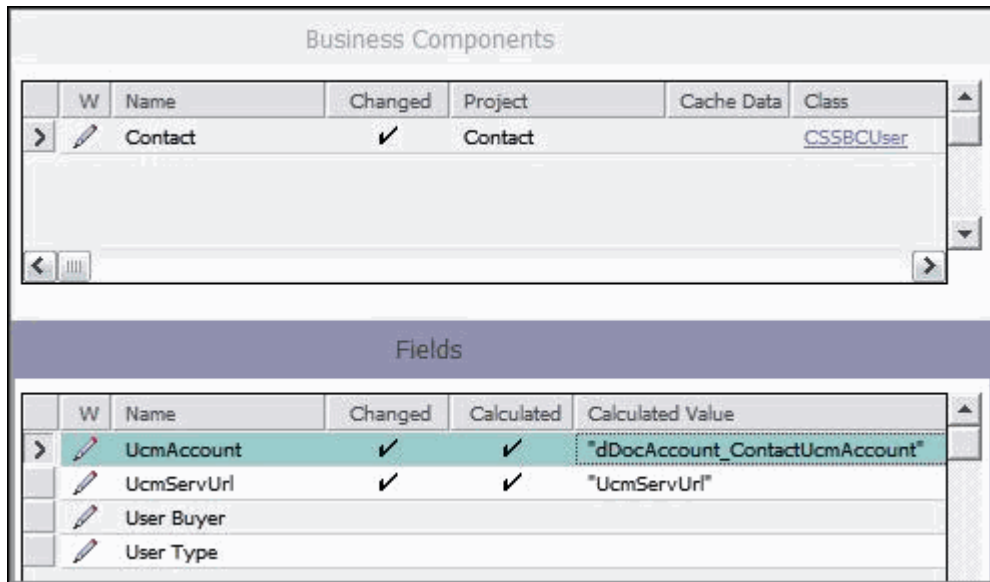 Business Components
W Name Changed Project Cache Data Class
Contact ✔ Contact CSSBCUser
Fields
W Name Changed Calculated Calculated Value
UcmAccount ✔ ✔ "dDocAccount_ContactUcmAccount"
UcmServUrl ✔ ✔ "UcmServUrl"
User Buyer
User Type